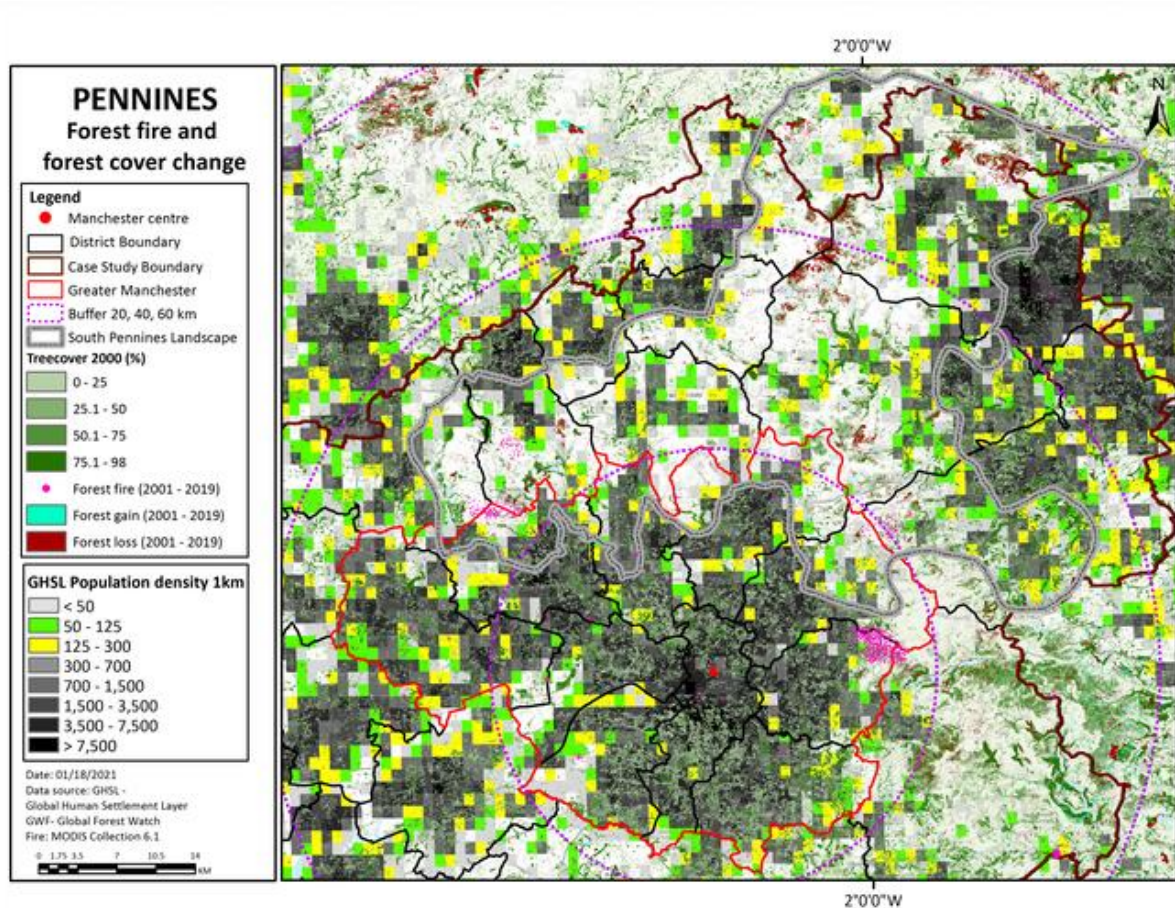 PENNINES
Forest fire and
forest cover change
Legend
Manchester centre
District Boundary
Case Study Boundary
Greater Manchester
Buffer 20, 40, 60 km
South Pennines Landscape
Treecover 2000 (%)
0 - 25
25.1 - 50
50.1 - 75
75.1 - 98
Forest fire (2001 - 2019)
Forest gain (2001 - 2019)
Forest loss (2001 - 2019)
GHSL Population density 1km
< 50
50 - 125
125 - 300
300 - 700
700 - 1,500
1,500 - 3,500
3,500 - 7,500
> 7,500
Date: 01/18/2021
Data source: GHSL -
Global Human Settlement Layer
GWF- Global Forest Watch
Fire: MODIS Collection 6.1
0 1.75 3.5 7 10.5 14
KM
2°0'0"W
N
2°0'0"W